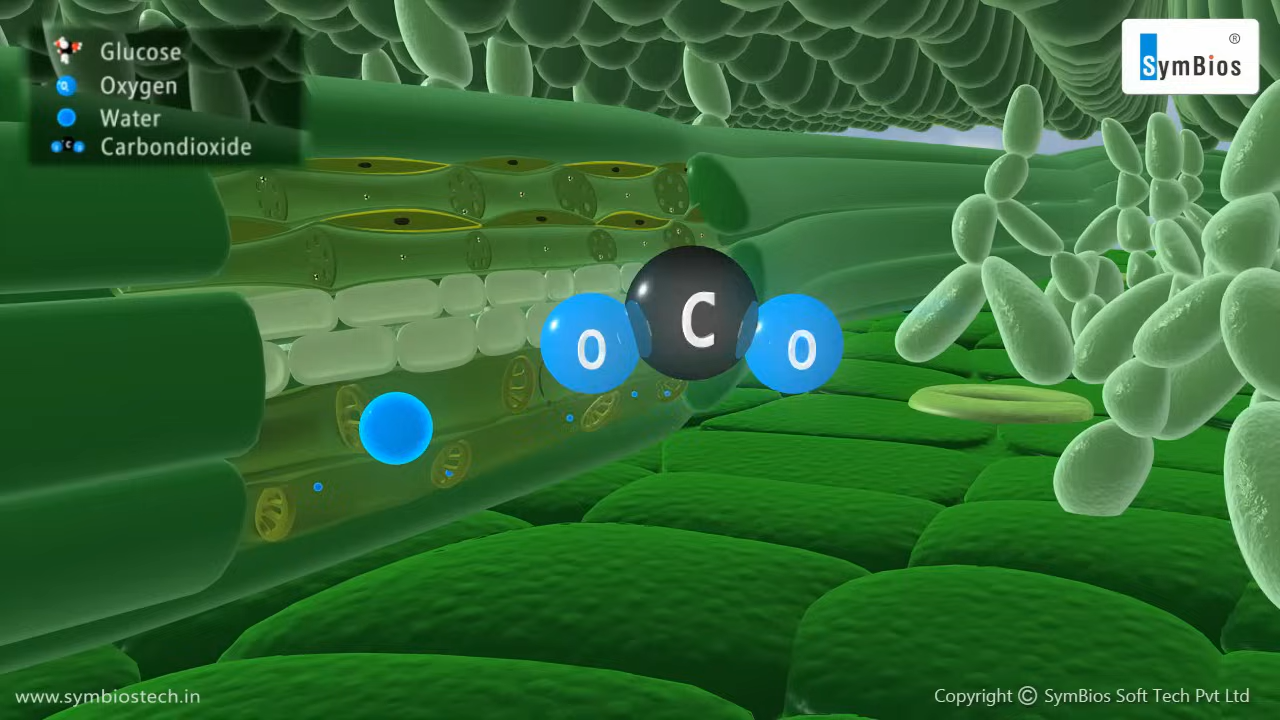 Glucose
Oxygen
Water
Carbondioxide
SymBios ®
O C O
www.symbiostech.in
Copyright © SymBios Soft Tech Pvt Ltd